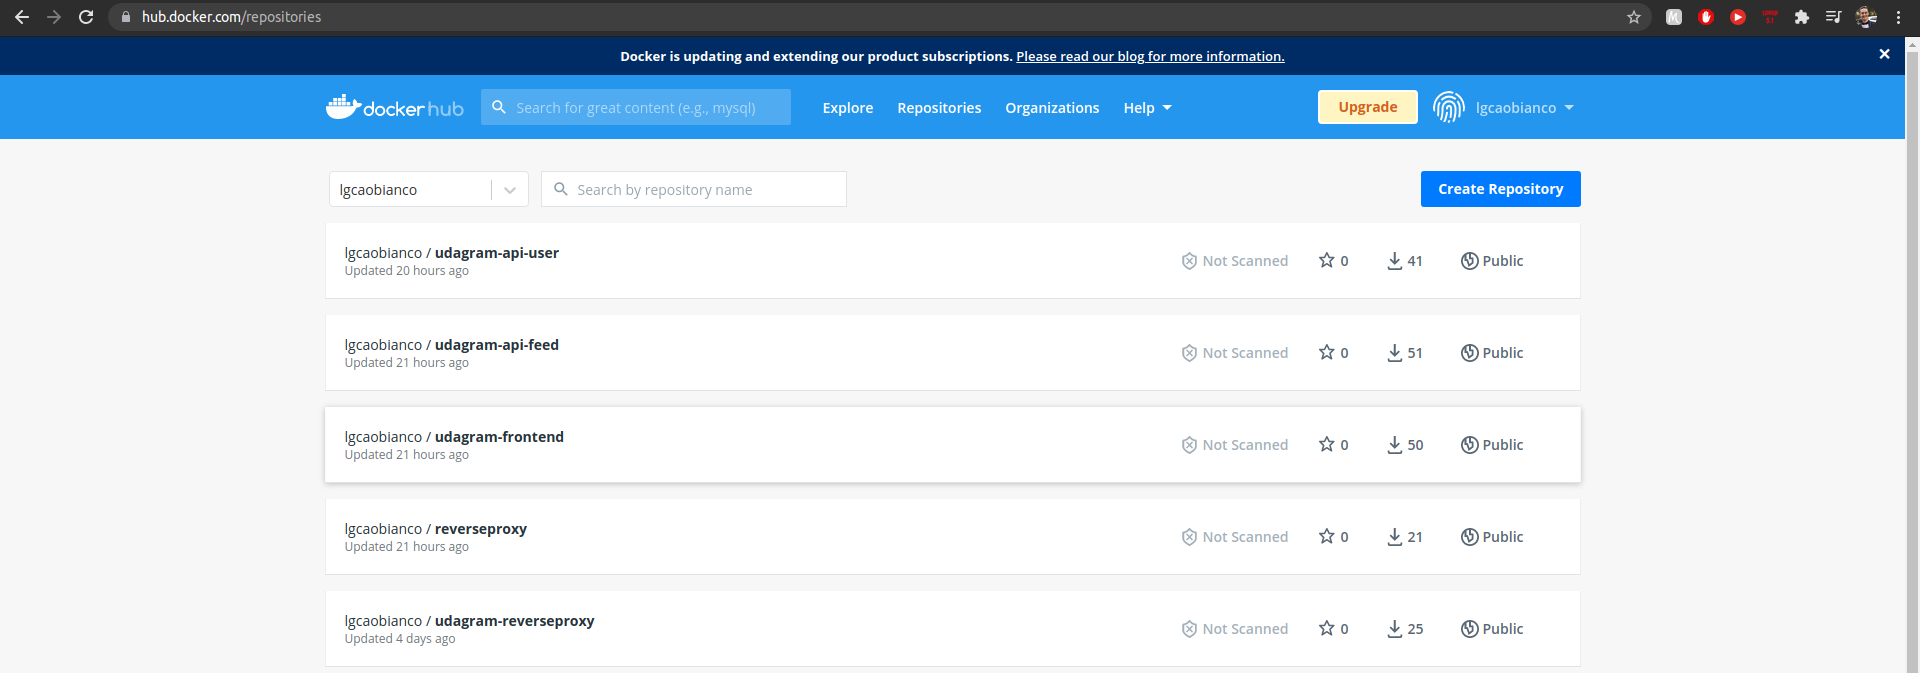 hub.docker.com/repositories
Docker is updating and extending our product subscriptions. Please read our blog for more information.
docker hub
Search for great content (e.g., mysql)
Explore
Repositories
Organizations
Help
Upgrade
lgcaobianco
lgcaobianco
Search by repository name
Create Repository
lgcaobianco / udagram-api-user
Updated 20 hours ago
Not Scanned
0
41
Public
lgcaobianco / udagram-api-feed
Updated 21 hours ago
Not Scanned
0
51
Public
lgcaobianco / udagram-frontend
Updated 21 hours ago
Not Scanned
0
50
Public
lgcaobianco / reverseproxy
Updated 21 hours ago
Not Scanned
0
21
Public
lgcaobianco / udagram-reverseproxy
Updated 4 days ago
Not Scanned
0
25
Public